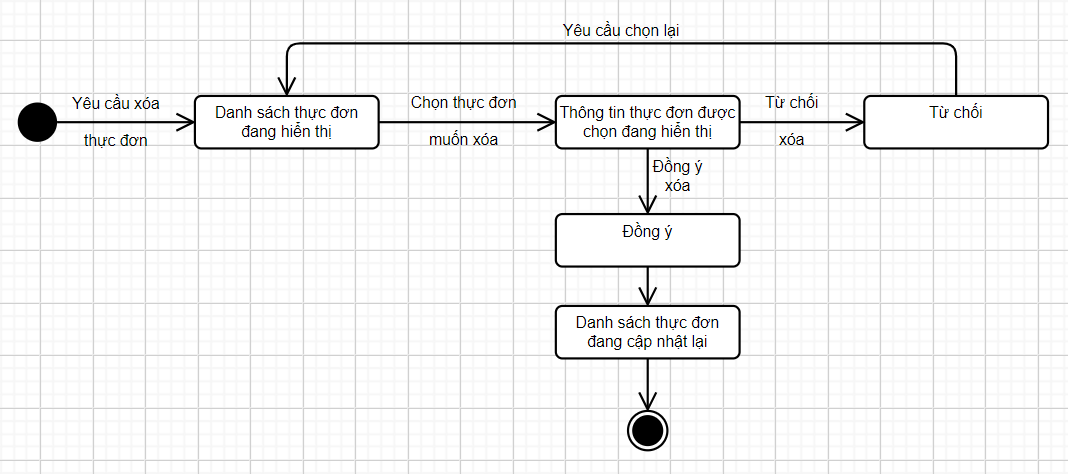 Yêu cầu chọn lại
Yêu cầu xóa
thực đơn
Danh sách thực đơn
đang hiển thị
Chọn thực đơn
muốn xóa
Thông tin thực đơn được
chọn đang hiển thị
Từ chối
xóa
Từ chối
Đồng ý
xóa
Đồng ý
Danh sách thực đơn
đang cập nhật lại